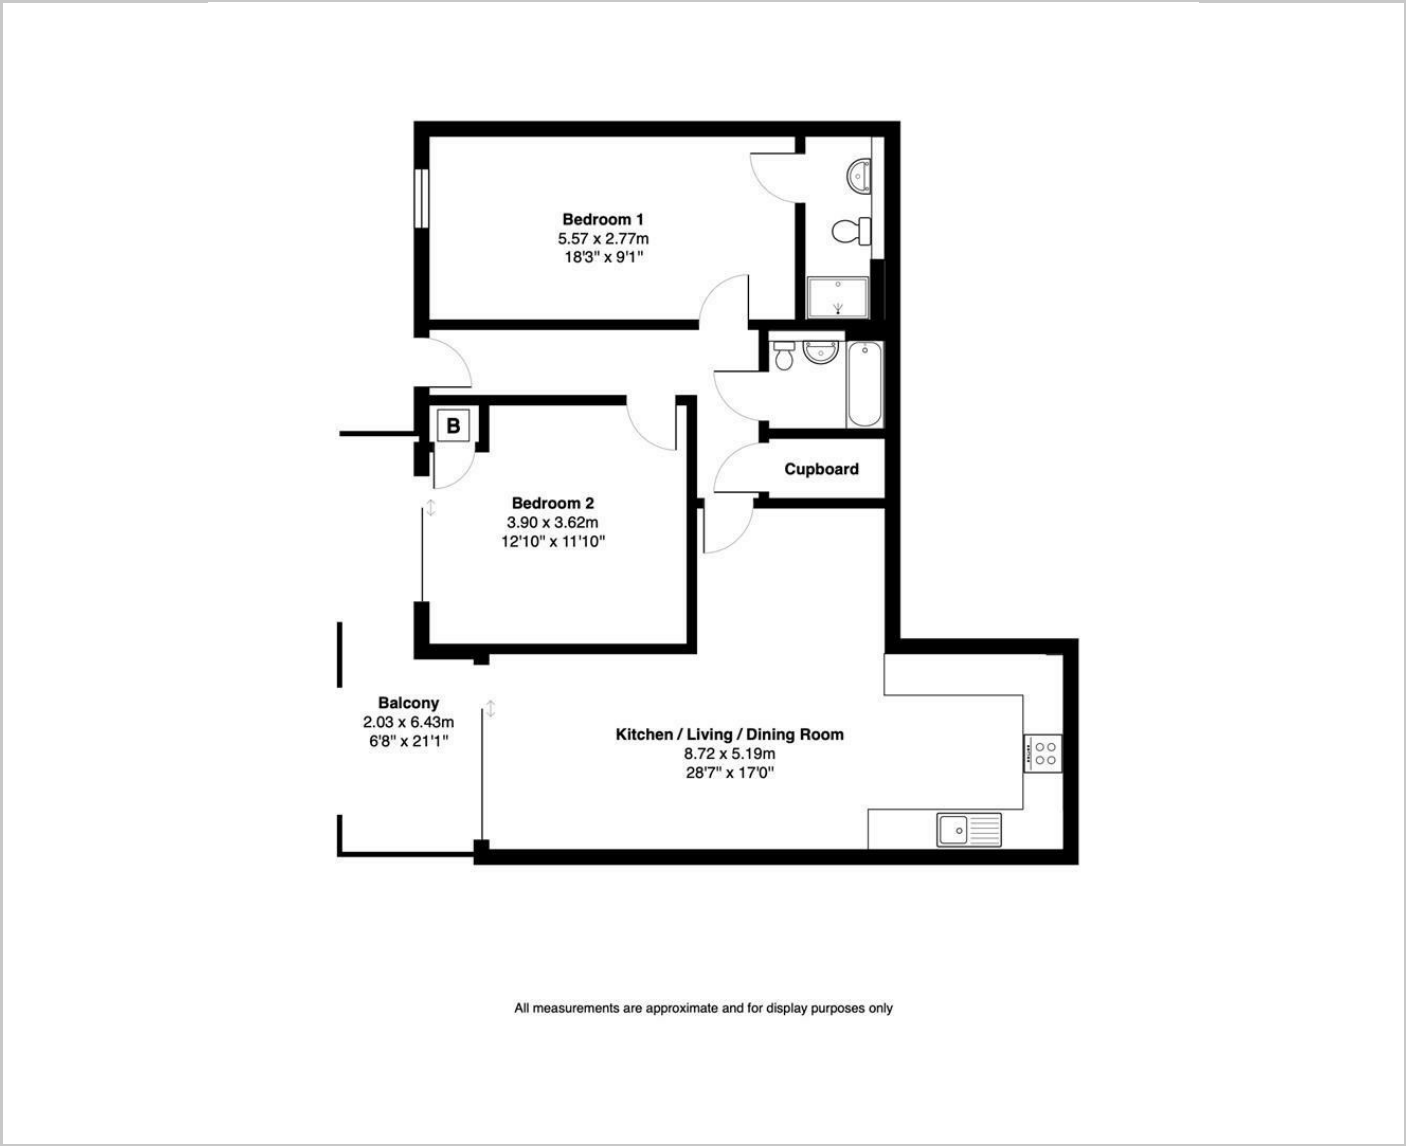 Bedroom 1
5.57 x 2.77m
18'3" x 9'1"
B
Cupboard
Bedroom 2
3.90 x 3.62m
12'10" x 11'10"
Balcony
2.03 x 6.43m
6'8" x 21'1"
Kitchen / Living / Dining Room
8.72 x 5.19m
28'7" x 17'0"
All measurements are approximate and for display purposes only